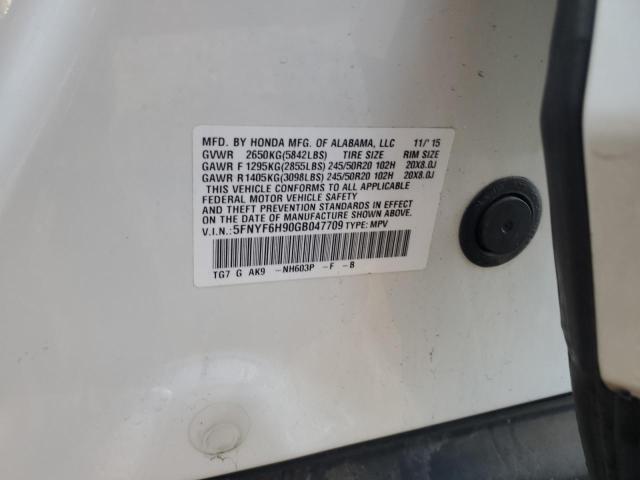 MFD. BY HONDA MFG. OF ALABAMA, LLC 11/'15
GVWR 2650KG(5842LBS) TIRE SIZE RIM SIZE
GAWR F 1295KG(2855LBS) 245/50R20 102H 20X8.0J
GAWR R 1405KG(3098LBS) 245/50R20 102H 20X8.0J
THIS VEHICLE CONFORMS TO ALL APPLICABLE
FEDERAL MOTOR VEHICLE SAFETY
AND THEFT PREVENTION STANDARDS IN EFFECT
ON THE DATE OF MANUFACTURE SHOWN ABOVE.
V.I.N.: 5FNYF6H90GB047709 TYPE: MPV
TG7 G AK9 -NH603P -F -B